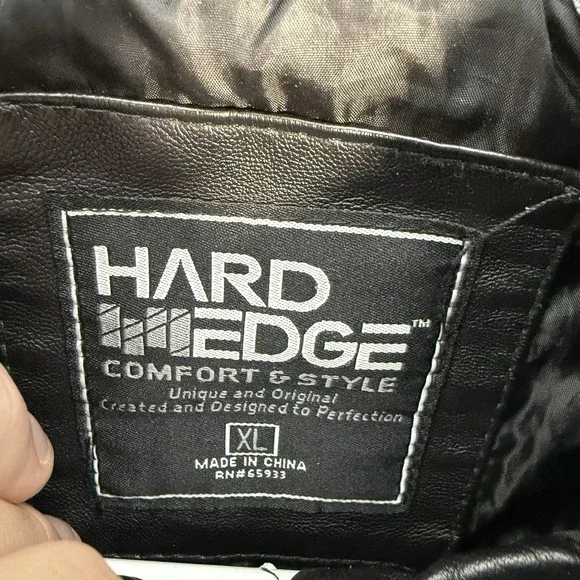 HARD
EDGE™
COMFORT & STYLE
Unique and Original
Created and Designed to Perfection
XL
MADE IN CHINA
RN#65933